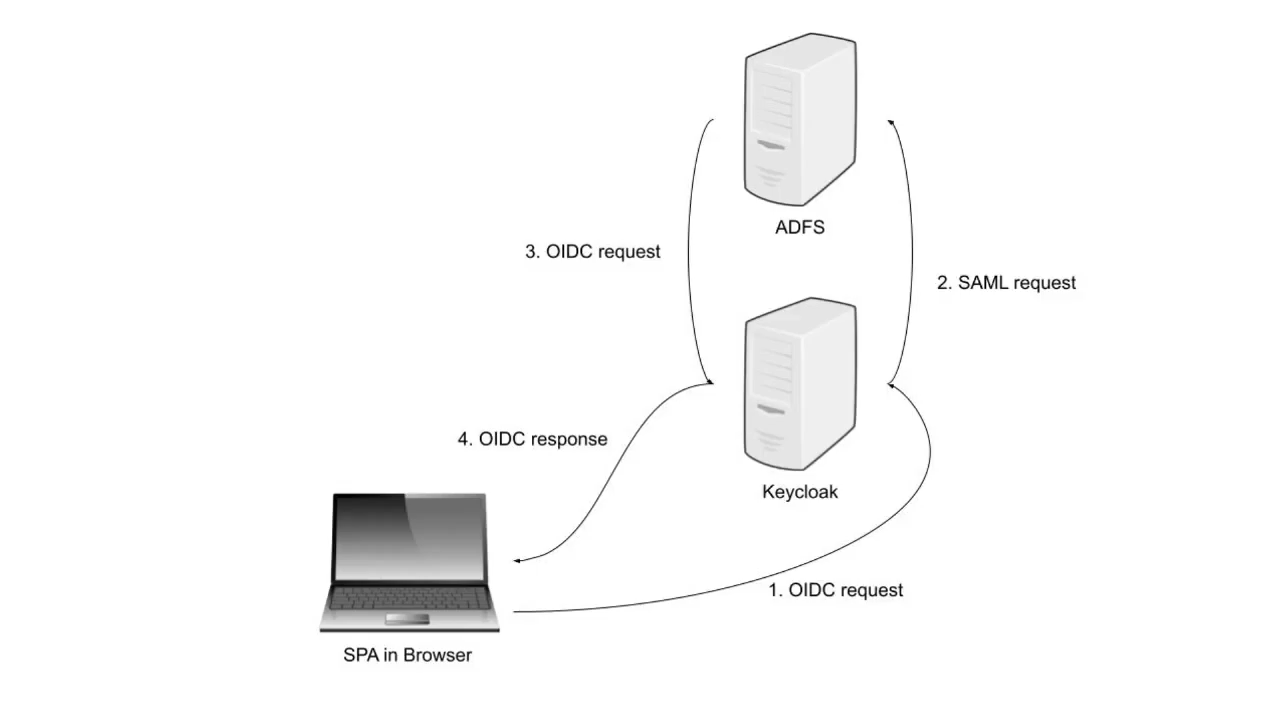 ADFS
3. OIDC request
2. SAML request
4. OIDC response
Keycloak
1. OIDC request
SPA in Browser